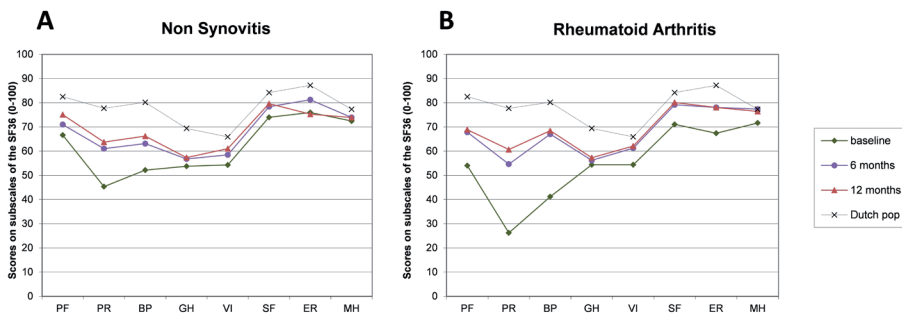 A
Non Synovitis
Scores on subscales of the SF36 (0-100)
100
90
80
70
60
50
40
30
20
10
0
PF PR BP GH VI SF ER MH
B
Rheumatoid Arthritis
Scores on subscales of the SF36 (0-100)
100
90
80
70
60
50
40
30
20
10
0
PF PR BP GH VI SF ER MH
baseline
6 months
12 months
Dutch pop